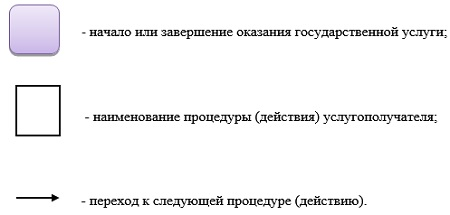 - начало или завершение оказания государственной услуги;
- наименование процедуры (действия) услугополучателя;
- переход к следующей процедуре (действию).